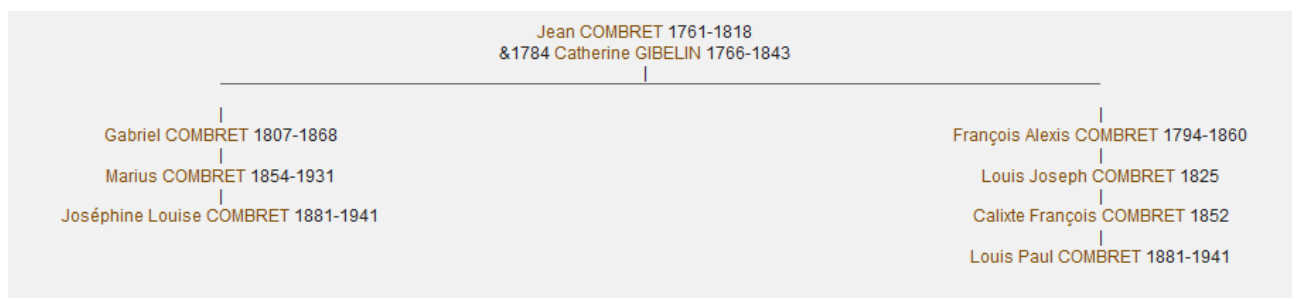 Jean COMBRET 1761-1818
&1784 Catherine GIBELIN 1766-1843
Gabriel COMBRET 1807-1868
Marius COMBRET 1854-1931
Joséphine Louise COMBRET 1881-1941
François Alexis COMBRET 1794-1860
Louis Joseph COMBRET 1825
Calixte François COMBRET 1852
Louis Paul COMBRET 1881-1941